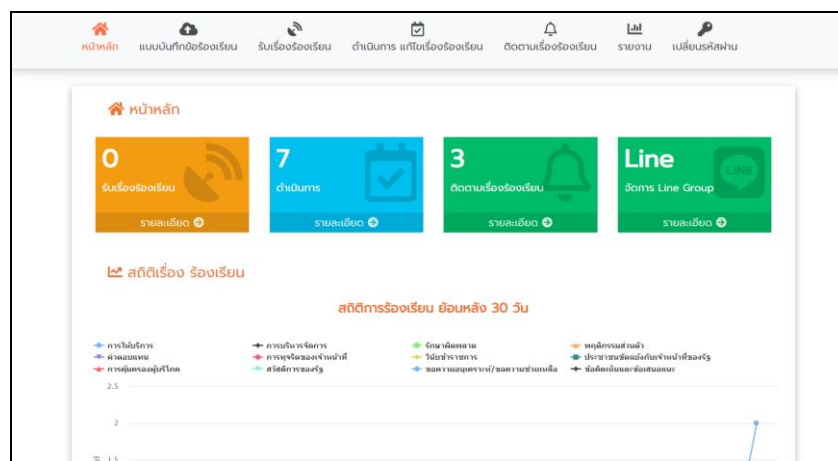 หน้าหลัก แบบบันทึกข้อร้องเรียน รับเรื่องร้องเรียน ดำเนินการ แก้ไขเรื่องร้องเรียน ติดตามเรื่องร้องเรียน รายงาน เปลี่ยนรหัสผ่าน
หน้าหลัก
0 7 3 Line
รับเรื่องร้องเรียน ดำเนินการ ติดตามเรื่องร้องเรียน จัดการ Line Group
LINE
รายละเอียด รายละเอียด รายละเอียด รายละเอียด
สถิติเรื่อง ร้องเรียน
สถิติการร้องเรียน ย้อนหลัง 30 วัน
การให้บริการ การบริหารจัดการ รักษาผิดพลาด พฤติกรรมส่วนตัว
ค่าตอบแทน การทุจริตของเจ้าหน้าที่ วินัยข้าราชการ ประชาชนขัดแย้งกับเจ้าหน้าที่ของรัฐ
การคุ้มครองผู้บริโภค สวัสดิการของรัฐ ขอความอนุเคราะห์/ขอความช่วยเหลือ ข้อคิดเห็นและข้อเสนอแนะ
2.5
2
1.5